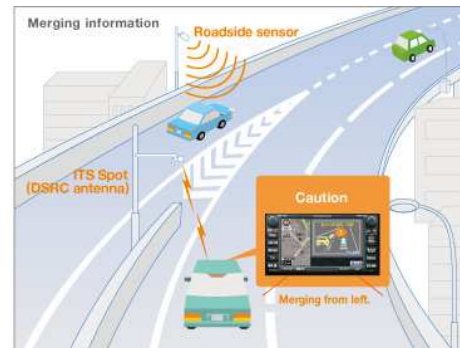 Merging information
Roadside sensor
ITS Spot
(DSRC antenna)
Caution
Merging from left.